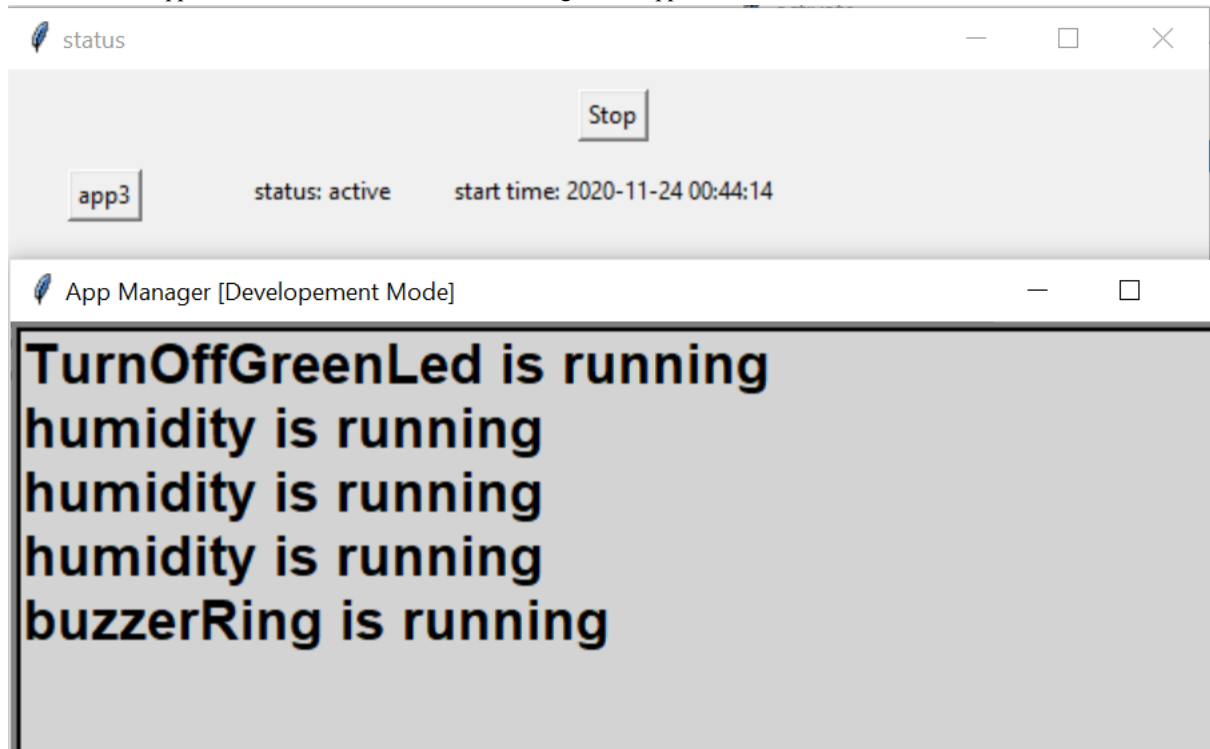 status
Stop
app3 status: active start time: 2020-11-24 00:44:14
App Manager [Developement Mode]
TurnOffGreenLed is running
humidity is running
humidity is running
humidity is running
buzzerRing is running